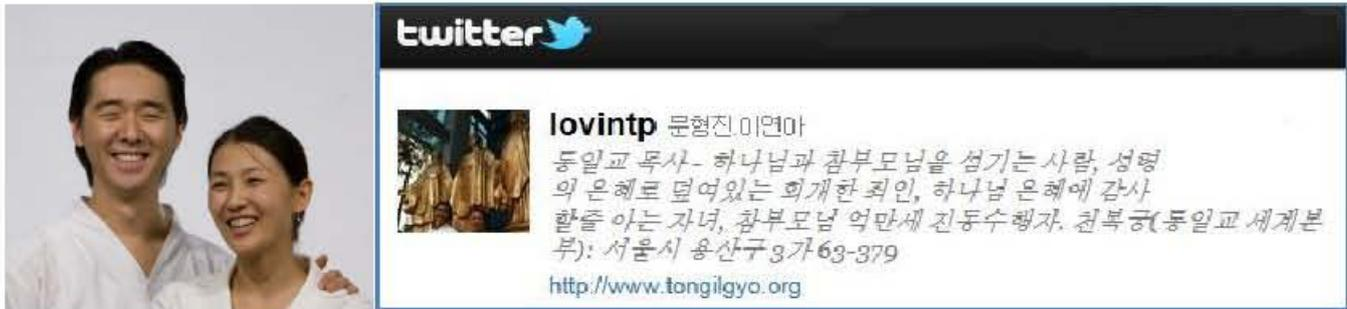 twitter
lovintp 문형진.이연아
통일교 목사- 하나님과 참부모님을 섬기는 사람, 성령
의 은혜로 덮여있는 회개한 죄인, 하나님 은혜에 감사
할줄 아는 자녀, 참부모님 억만세 진동수행자. 천복궁(통일교 세계본
부): 서울시 용산구 3가 63-379
http://www.tongilgyo.org